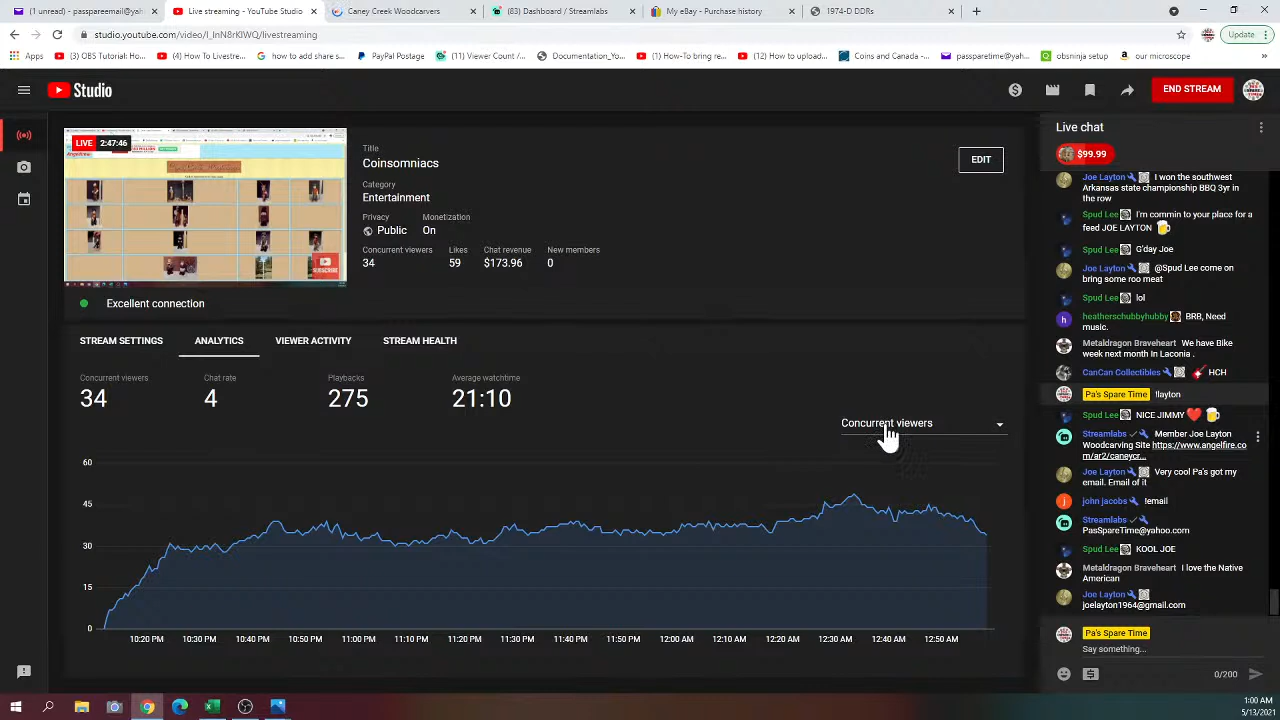 (1 unread) - passparetime@yah
Live streaming - YouTube Studio
Caney Creek Woodcarvers
(83) Dashboard / Streamlabs
My eBay - Purchase history
1974-D DDR
studio.youtube.com/video/l_InN8rKlWQ/livestreaming
Update
Apps
(3) OBS Tutorial: Ho...
(4) How To Livestre...
how to add share s...
PayPal Postage
(11) Viewer Count /...
Documentation_Yo...
(1) How-To bring re...
(1) How to upload...
Coins and Canada -...
passparetime@yah...
obsninja
our microscope
Studio
END STREAM
LIVE 2:47:46
SUBSCRIBE
Title
Coinsomniacs
EDIT
Category
Entertainment
Privacy Monetization
Public On
Concurrent viewers Likes Chat revenue New members
34 59 $173.96 0
Excellent connection
STREAM SETTINGS ANALYTICS VIEWER ACTIVITY STREAM HEALTH
Concurrent viewers Chat rate Playbacks Average watchtime
34 4 275 21:10
Concurrent viewers
60
45
30
15
0
10:20 PM 10:30 PM 10:40 PM 10:50 PM 11:00 PM 11:10 PM 11:20 PM 11:30 PM 11:40 PM 11:50 PM 12:00 AM 12:10 AM 12:20 AM 12:30 AM 12:40 AM 12:50 AM
Live chat
$99.99
Joe Layton I won the southwest
Arkansas steak championship BBQ 5yr in
the row
Spud Lee I'm commin to your place for a
feed JOE LAYTON
Spud Lee G'day Joe
Joe Layton @Spud Lee come on
bring some roo meat
Spud Lee lol
heatherschubbyhubby BRB, Need
music.
Metaldragon Braveheart We have Bike
week next month In Laconia .
CanCan Collectibles HCH
Pa's Spare Time !layton
Spud Lee NICE JIMMY
Streamlabs Member Joe Layton
Woodcarving Site https://www.angelfire.co
m/ar2/caneycr...
Joe Layton Very cool Pa's got my
email. Email of it
john jacobs !email
Streamlabs
PasSpareTime@yahoo.com
Spud Lee KOOL JOE
Metaldragon Braveheart I love the Native
American
Joe Layton
joelayton1964@gmail.com
Pa's Spare Time
Say something...
0/200
1:00 AM
5/13/2021